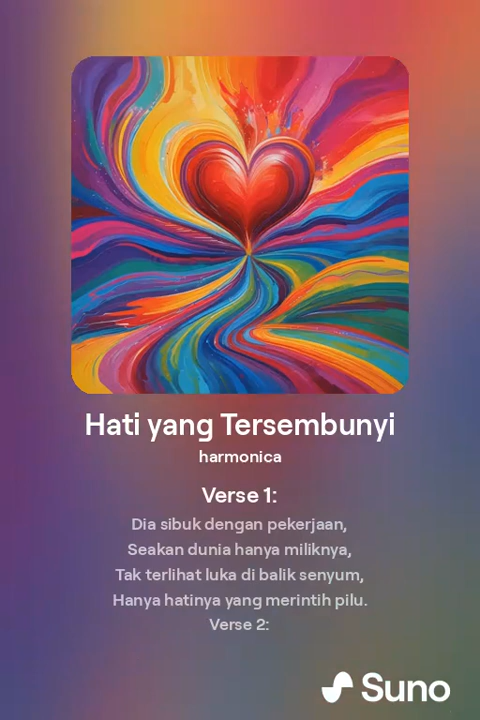 Hati yang Tersembunyi
harmonica
Verse 1:
Dia sibuk dengan pekerjaan,
Seakan dunia hanya miliknya,
Tak terlihat luka di balik senyum,
Hanya hatinya yang merintih pilu.
Verse 2:
Suno